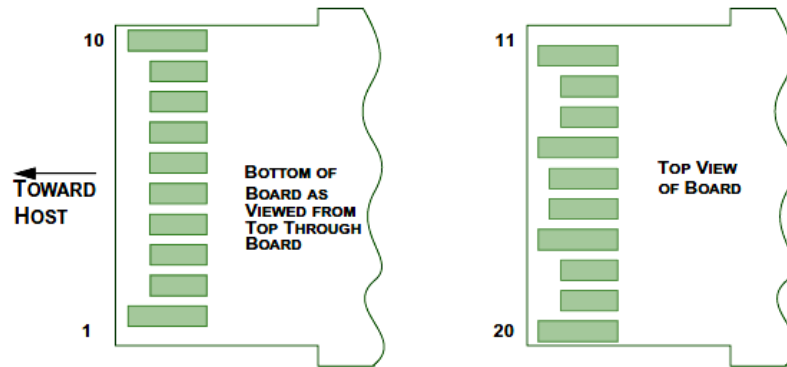 10
TOWARD
HOST
BOTTOM OF
BOARD AS
VIEWED FROM
TOP THROUGH
BOARD
1
11
TOP VIEW
OF BOARD
20